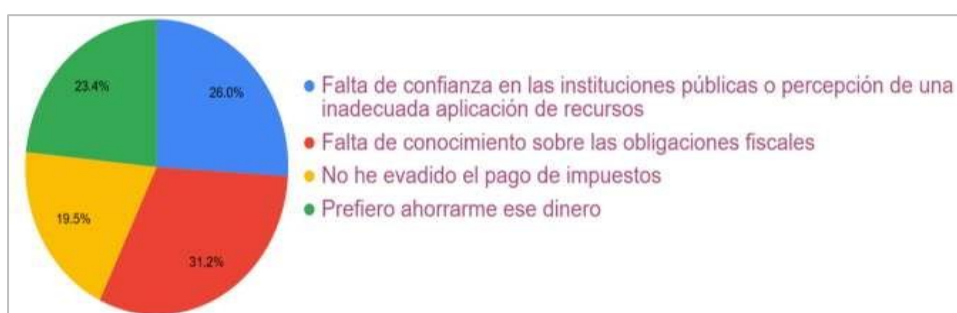 23.4%
26.0%
19.5%
31.2%
Falta de confianza en las instituciones públicas o percepción de una
inadecuada aplicación de recursos
Falta de conocimiento sobre las obligaciones fiscales
No he evadido el pago de impuestos
Prefiero ahorrarme ese dinero